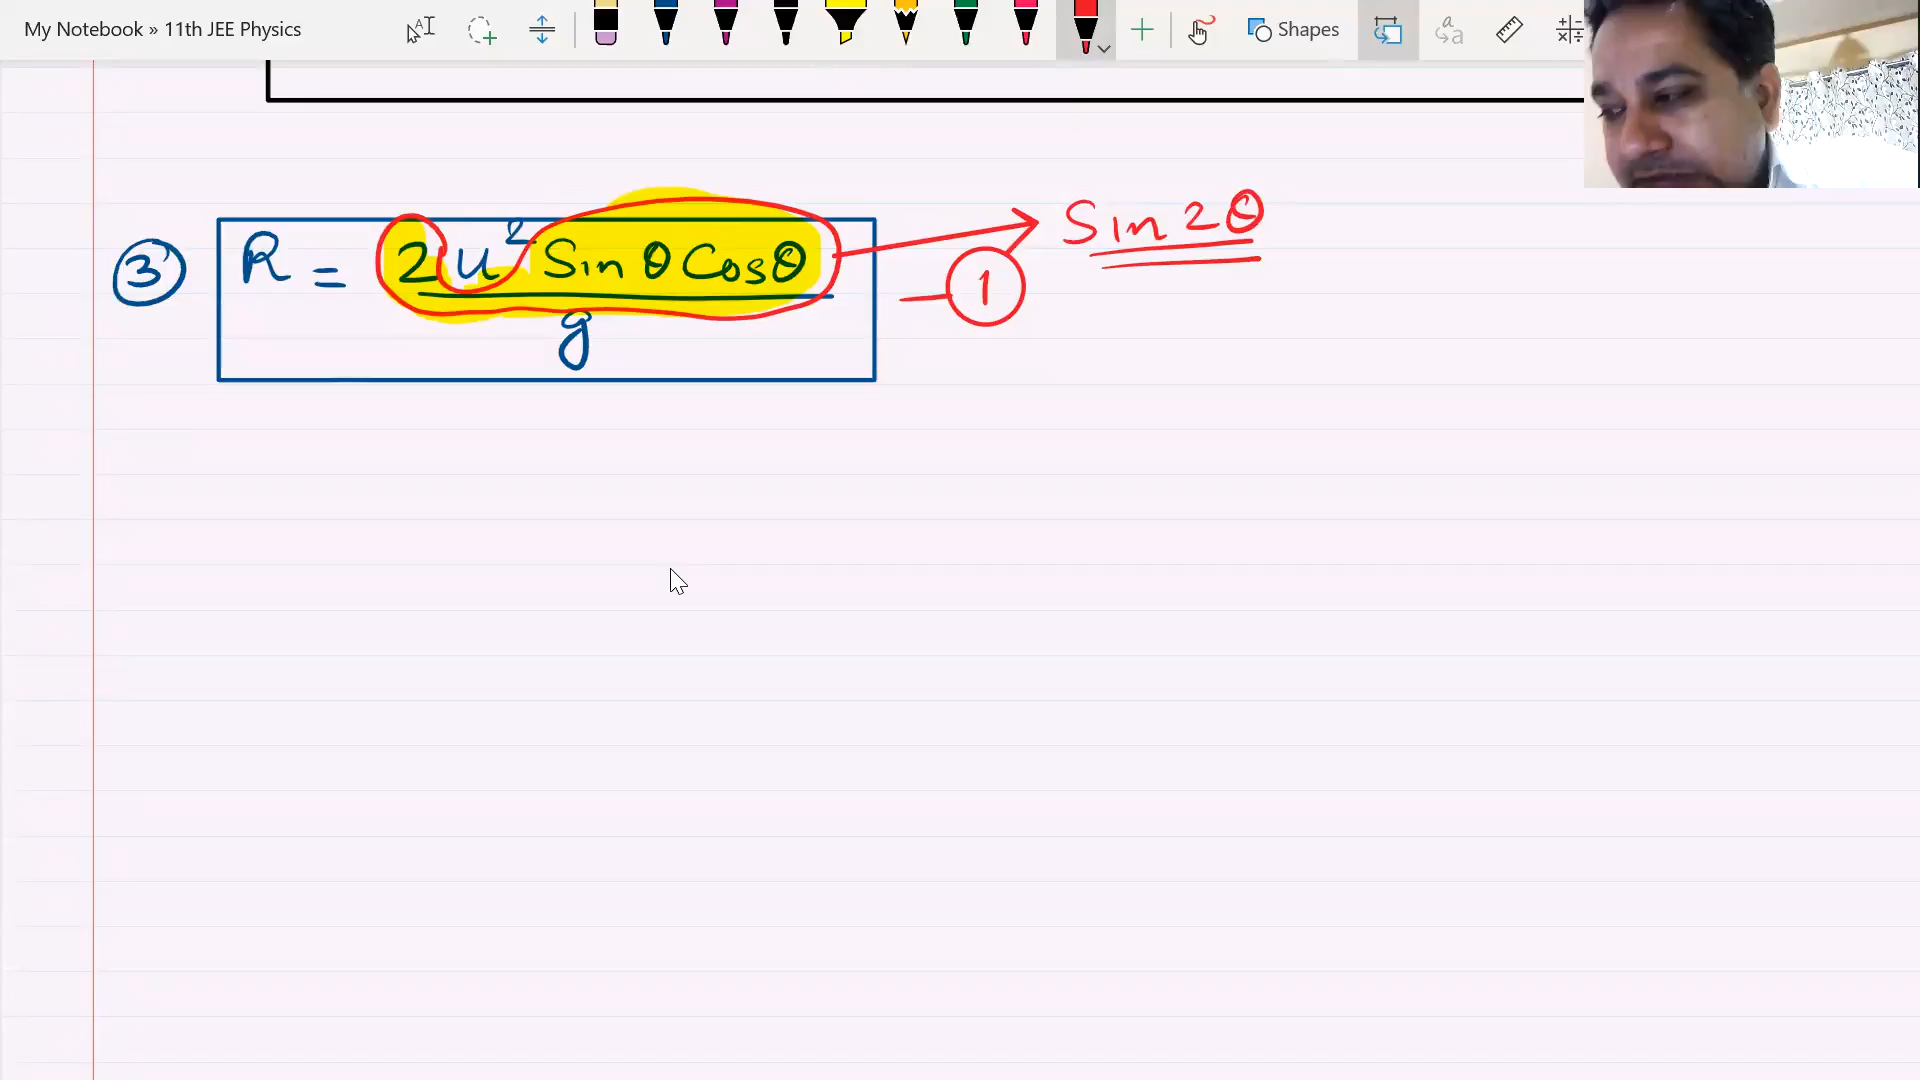 My Notebook » 11th JEE Physics
Shapes
③ R = 2u² Sin θ Cos θ / g
Sin 2θ
— ①